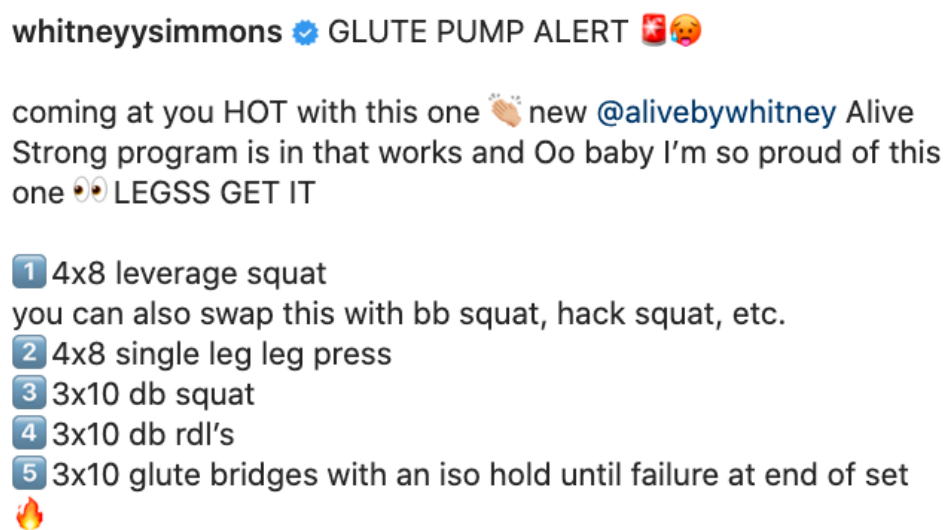 whitneyysimmons GLUTE PUMP ALERT 🚨🥵
coming at you HOT with this one 👏🏼 new @alivebywhitney Alive
Strong program is in that works and Oo baby I’m so proud of this
one 👀 LEGSS GET IT
1️⃣ 4x8 leverage squat
you can also swap this with bb squat, hack squat, etc.
2️⃣ 4x8 single leg leg press
3️⃣ 3x10 db squat
4️⃣ 3x10 db rdl’s
5️⃣ 3x10 glute bridges with an iso hold until failure at end of set
🔥